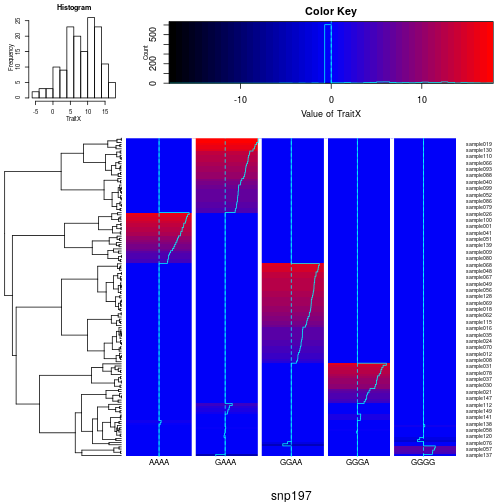 Histogram
Frequency
0 5 10 15 20 25
-5 0 5 10 15
TraitX
Color Key
Count
0 200 500
-10 0 10
Value of TraitX
sample019
sample130
sample110
sample066
sample093
sample088
sample040
sample099
sample052
sample086
sample079
sample026
sample100
sample001
sample041
sample051
sample139
sample009
sample080
sample068
sample048
sample067
sample049
sample056
sample128
sample069
sample018
sample062
sample115
sample016
sample035
sample024
sample070
sample012
sample008
sample031
sample078
sample037
sample030
sample021
sample147
sample112
sample149
sample141
sample138
sample058
sample120
sample076
sample057
sample137
AAAA GAAA GGAA GGGA GGGG
snp197